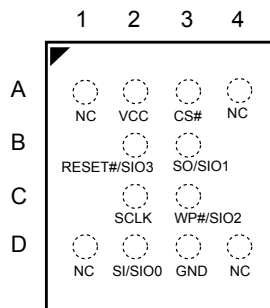 1 2 3 4
A
NC VCC CS# NC
B
RESET#/SIO3 SO/SIO1
C
SCLK WP#/SIO2
D
NC SI/SIO0 GND NC